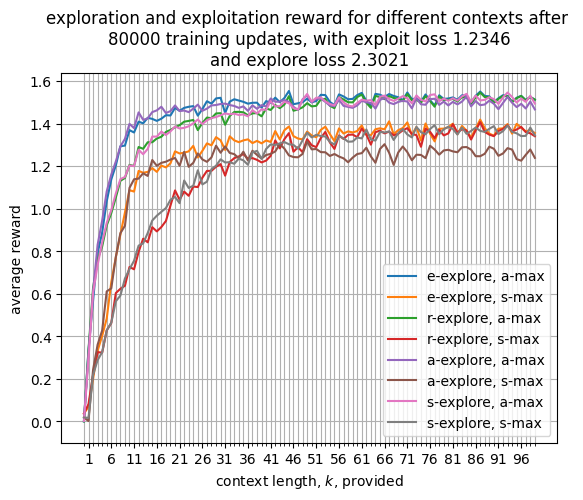 exploration and exploitation reward for different contexts after
80000 training updates, with exploit loss 1.2346
and explore loss 2.3021
1.6
1.4
1.2
1.0
0.8
0.6
0.4
0.2
0.0
average reward
e-explore, a-max
e-explore, s-max
r-explore, a-max
r-explore, s-max
a-explore, a-max
a-explore, s-max
s-explore, a-max
s-explore, s-max
1 6 11 16 21 26 31 36 41 46 51 56 61 66 71 76 81 86 91 96
context length, k, provided